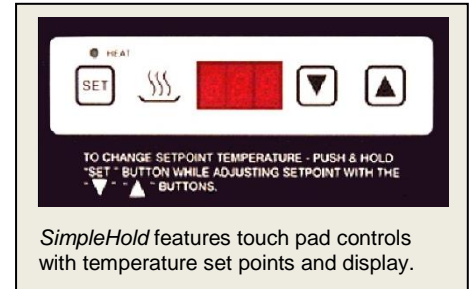 HEAT
SET
TO CHANGE SETPOINT TEMPERATURE - PUSH & HOLD
"SET" BUTTON WHILE ADJUSTING SETPOINT WITH THE
"▼" "▲" BUTTONS.
SimpleHold features touch pad controls
with temperature set points and display.